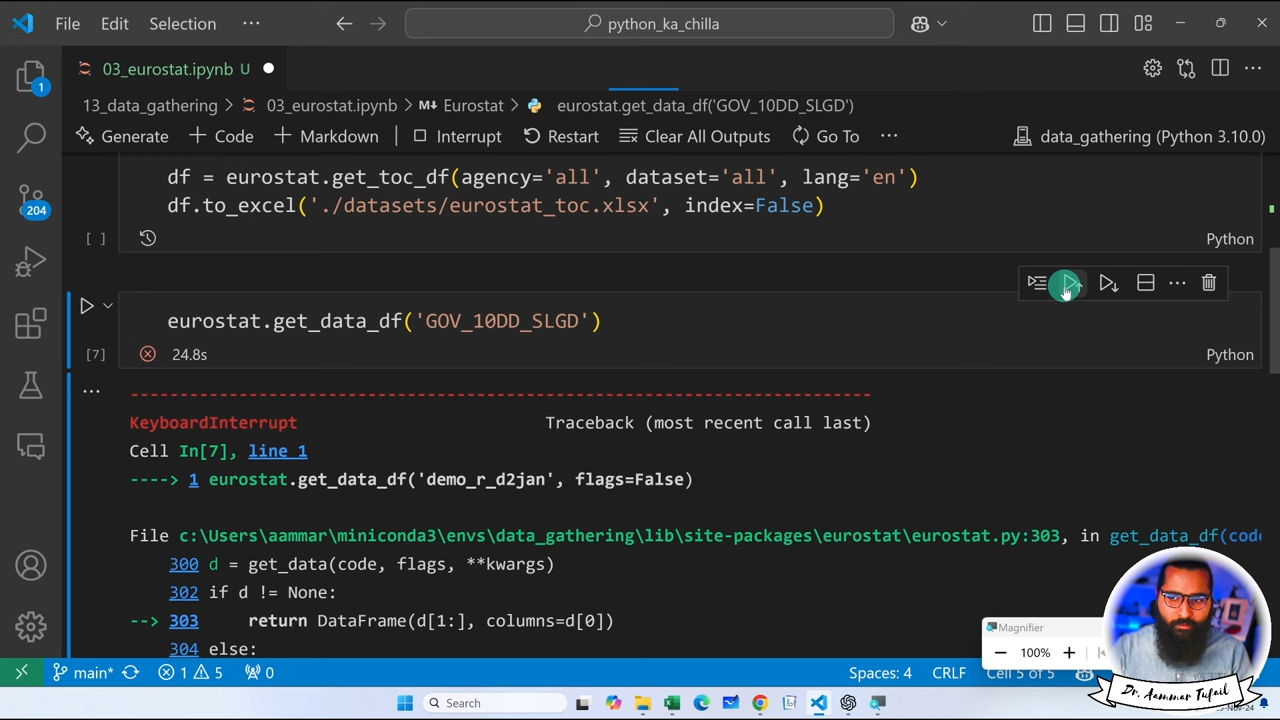 File Edit Selection ··· python_ka_chilla
03_eurostat.ipynb U
13_data_gathering > 03_eurostat.ipynb > M↓ Eurostat > eurostat.get_data_df('GOV_10DD_SLGD')
Generate + Code + Markdown | Interrupt Restart Clear All Outputs Go To ··· data_gathering (Python 3.10.0)
df = eurostat.get_toc_df(agency='all', dataset='all', lang='en')
df.to_excel('./datasets/eurostat_toc.xlsx', index=False)
[ ] Python
eurostat.get_data_df('GOV_10DD_SLGD')
[7] 24.8s Python
---------------------------------------------------------------------------
KeyboardInterrupt Traceback (most recent call last)
Cell In[7], line 1
----> 1 eurostat.get_data_df('demo_r_d2jan', flags=False)
File c:\Users\aammar\miniconda3\envs\data_gathering\lib\site-packages\eurostat\eurostat.py:303, in get_data_df(code
300 d = get_data(code, flags, **kwargs)
302 if d != None:
--> 303 return DataFrame(d[1:], columns=d[0])
304 else:
1
204
Magnifier
100%
main* 1 5 0 Spaces: 4 CRLF Cell 5 of 5
Search
Dr. Aammar Tufail
-Nov-24